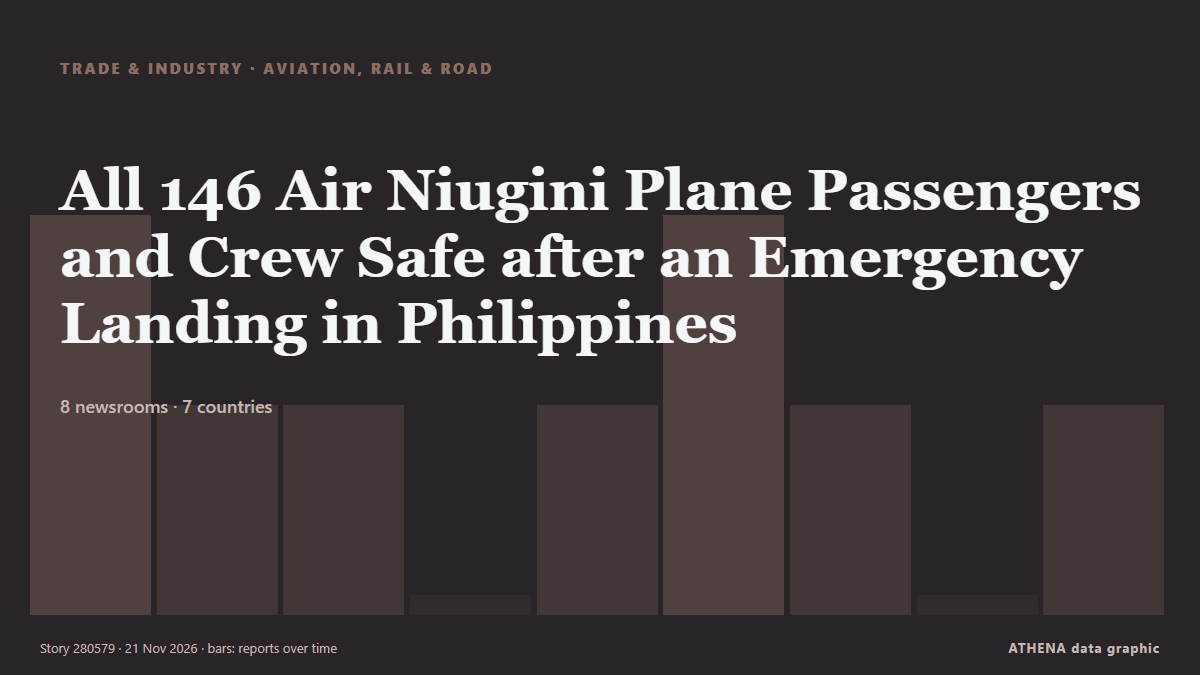 TRADE & INDUSTRY · AVIATION, RAIL & ROAD
All 146 Air Niugini Plane Passengers
and Crew Safe after an Emergency
Landing in Philippines
8 newsrooms · 7 countries
Story 280579 · 21 Nov 2026 · bars: reports over time
ATHENA data graphic